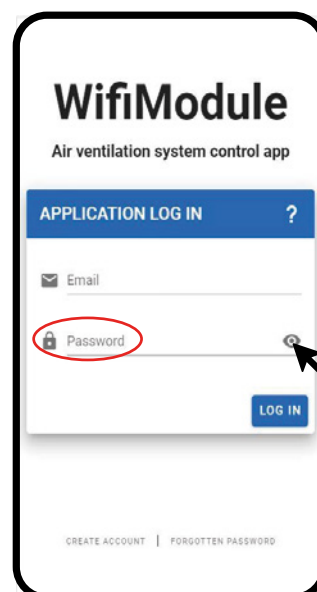 WifiModule
Air ventilation system control app
APPLICATION LOG IN ?
Email
Password
LOG IN
CREATE ACCOUNT | FORGOTTEN PASSWORD